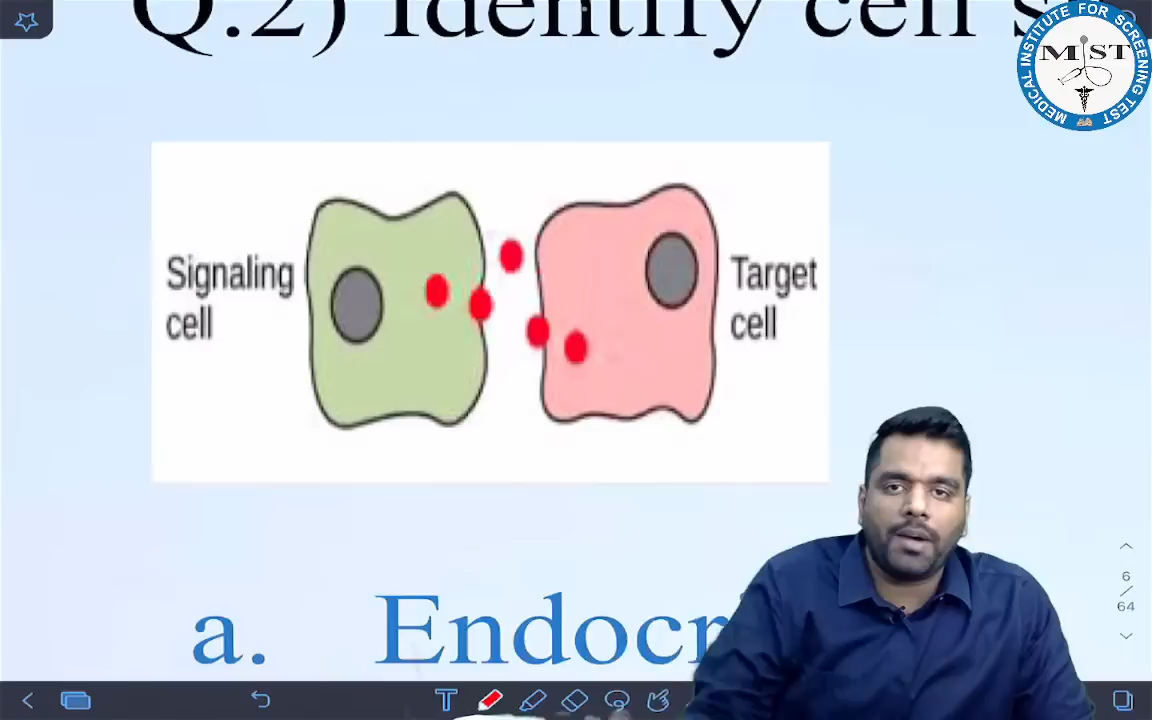 Q.2) Identify cell s
MEDICAL INSTITUTE FOR SCREENING TEST
MIST
Signaling
cell
Target
cell
a. Endocr
6
/
64
T